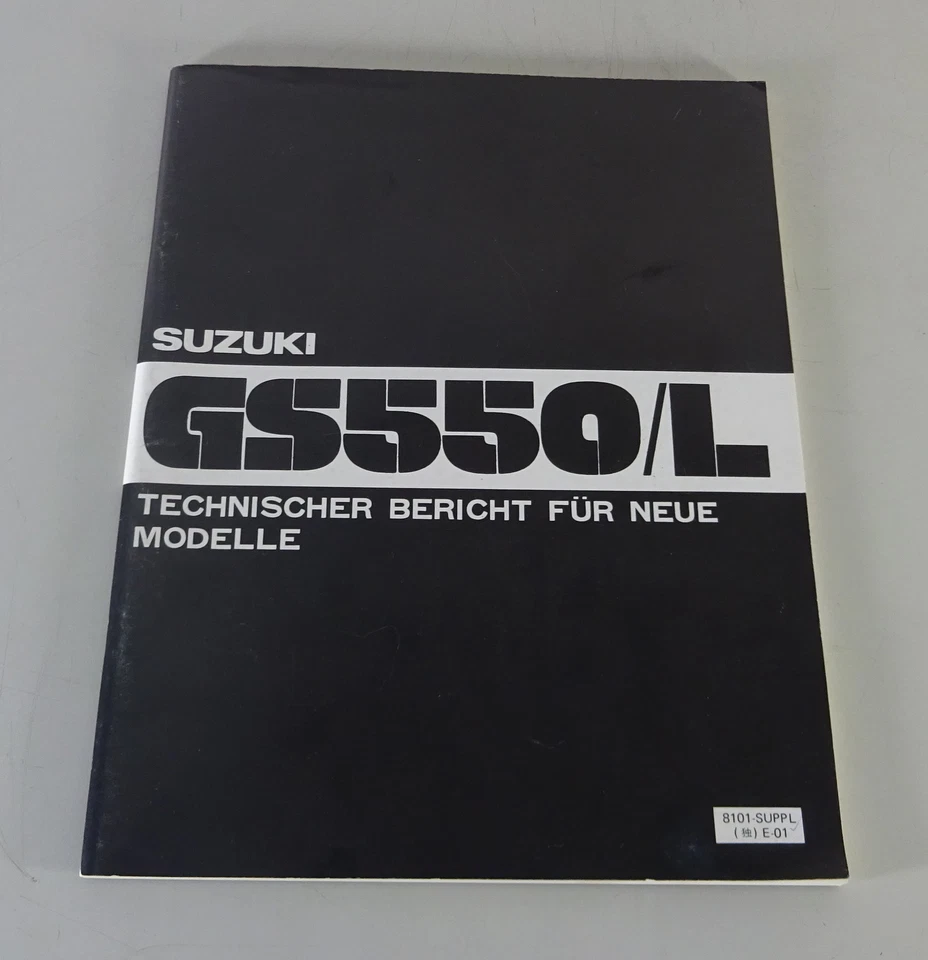 SUZUKI
GS550/L
TECHNISCHER BERICHT FÜR NEUE
MODELLE
8101-SUPPL
(独) E-01